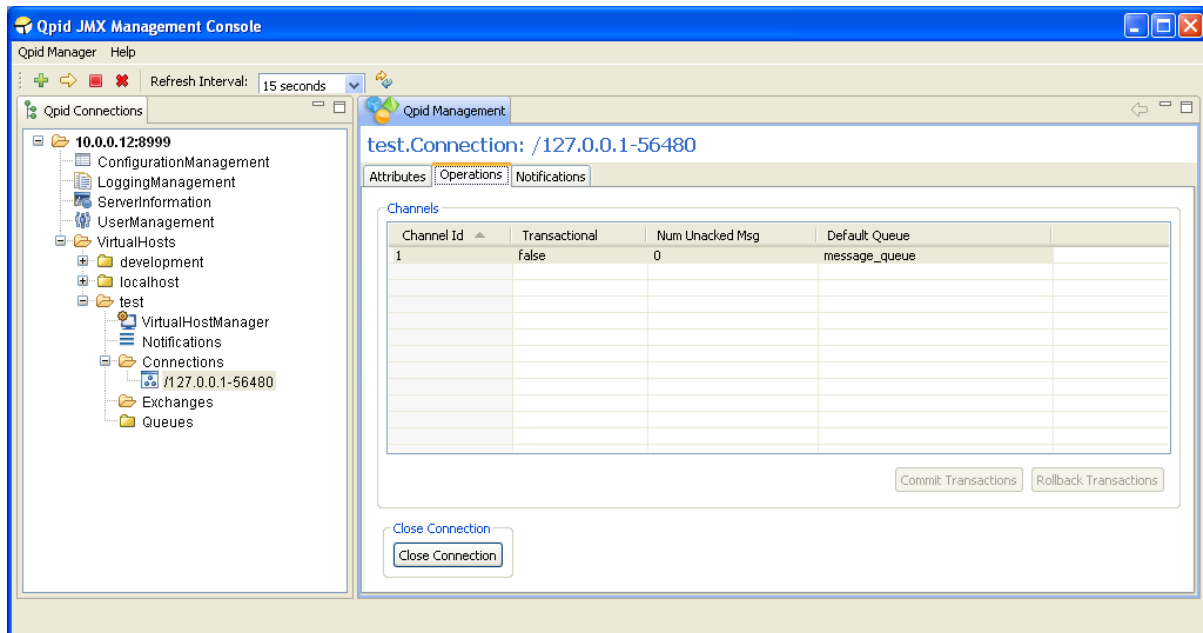 Qpid JMX Management Console
Qpid Manager Help
Refresh Interval: 15 seconds
Qpid Connections
10.0.0.12:8999
ConfigurationManagement
LoggingManagement
ServerInformation
UserManagement
VirtualHosts
development
localhost
test
VirtualHostManager
Notifications
Connections
/127.0.0.1-56480
Exchanges
Queues
Qpid Management
test.Connection: /127.0.0.1-56480
Attributes Operations Notifications
Channels
Channel Id Transactional Num Unacked Msg Default Queue
1 false 0 message_queue
Commit Transactions Rollback Transactions
Close Connection
Close Connection